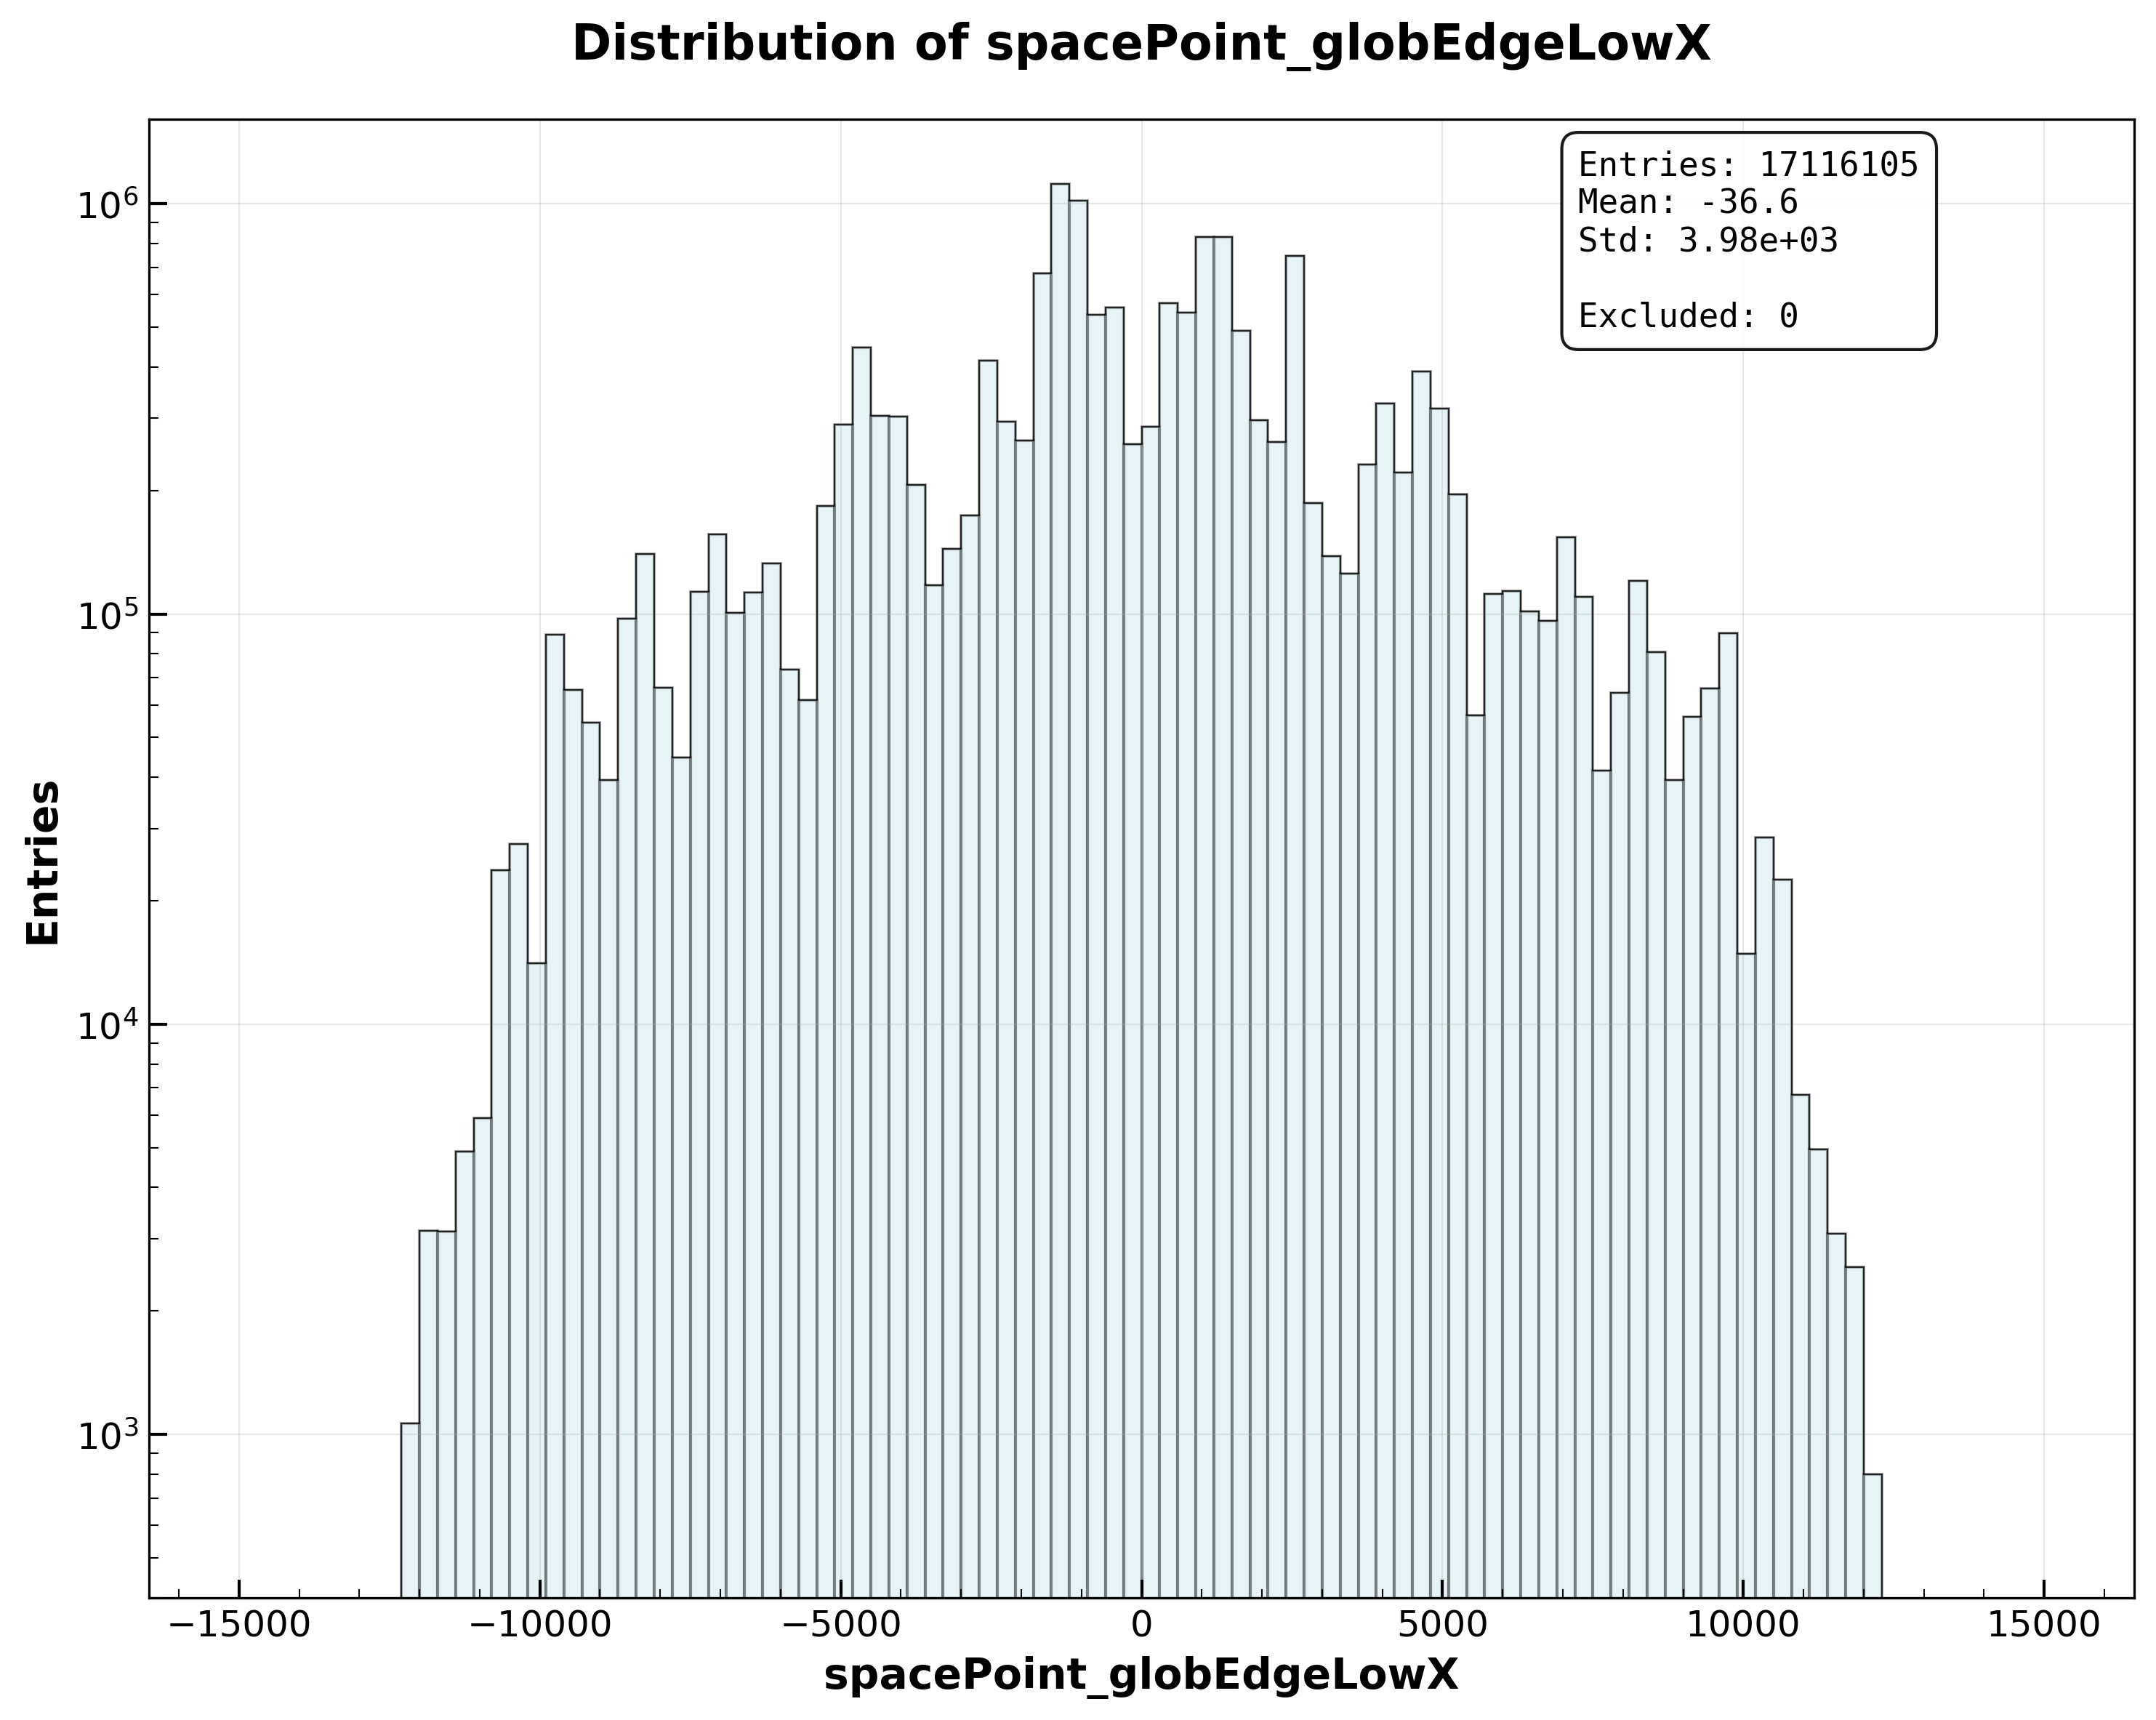 Distribution of spacePoint_globEdgeLowX
Entries: 17116105
Mean: -36.6
Std: 3.98e+03
Excluded: 0
10^6
10^5
10^4
10^3
Entries
−15000 −10000 −5000 0 5000 10000 15000
spacePoint_globEdgeLowX